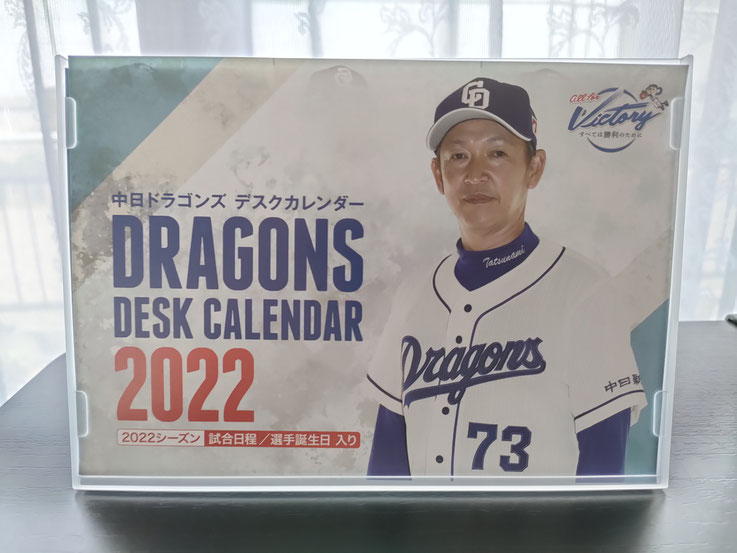 中日ドラゴンズ デスクカレンダー
DRAGONS
DESK CALENDAR
2022
2022シーズン 試合日程／選手誕生日 入り
All for
Victory
すべては勝利のために
CD
Tatsunami
Dragons
中日新
73